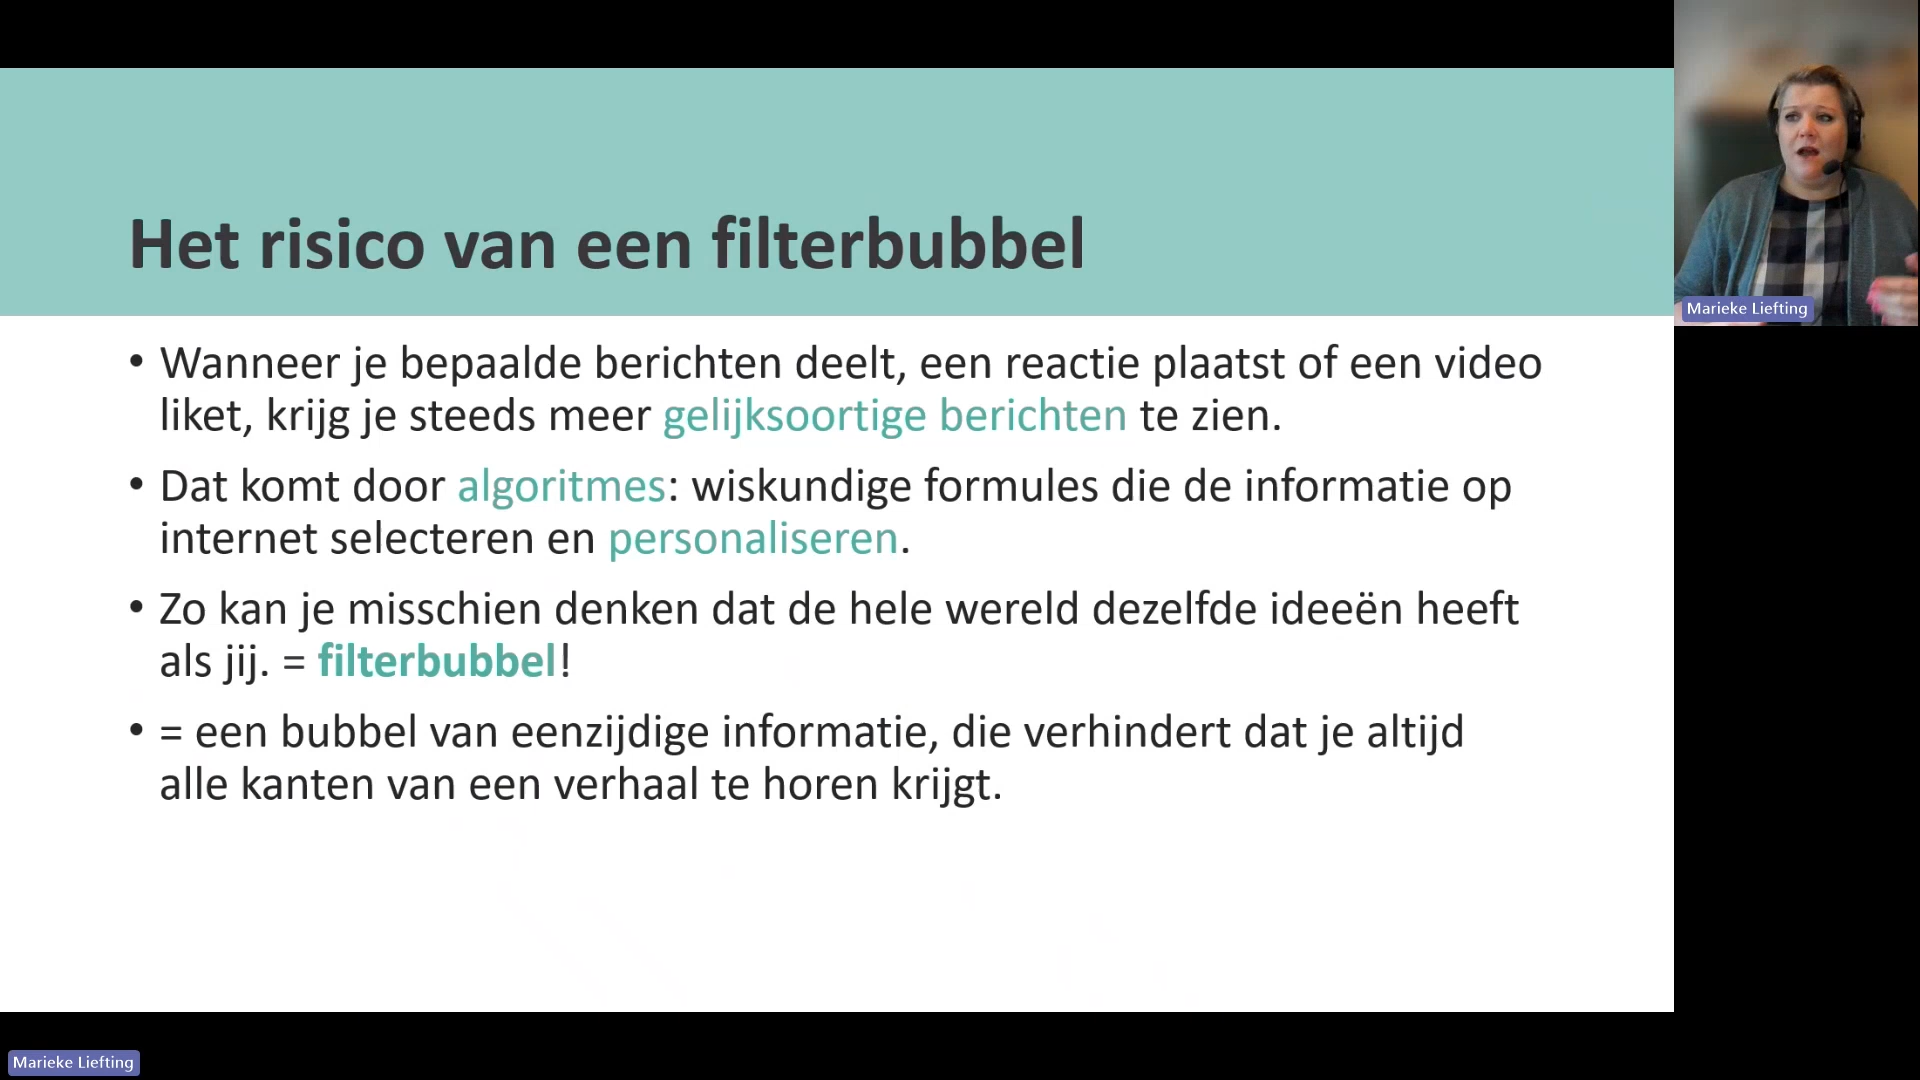 Het risico van een filterbubbel
Marieke Liefting
• Wanneer je bepaalde berichten deelt, een reactie plaatst of een video
liket, krijg je steeds meer gelijksoortige berichten te zien.
• Dat komt door algoritmes: wiskundige formules die de informatie op
internet selecteren en personaliseren.
• Zo kan je misschien denken dat de hele wereld dezelfde ideeën heeft
als jij. = filterbubbel!
• = een bubbel van eenzijdige informatie, die verhindert dat je altijd
alle kanten van een verhaal te horen krijgt.
Marieke Liefting